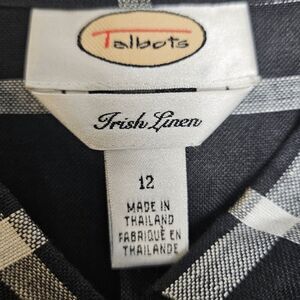 Talbots
Irish Linen
12
MADE IN
THAILAND
FABRIQUÉ EN
THAILANDE